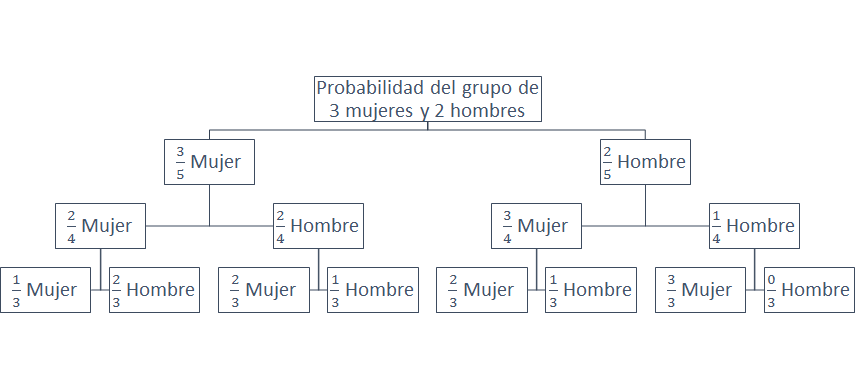 Probabilidad del grupo de
3 mujeres y 2 hombres
3/5 Mujer
2/5 Hombre
2/4 Mujer
2/4 Hombre
3/4 Mujer
1/4 Hombre
1/3 Mujer
2/3 Hombre
2/3 Mujer
1/3 Hombre
2/3 Mujer
1/3 Hombre
3/3 Mujer
0/3 Hombre